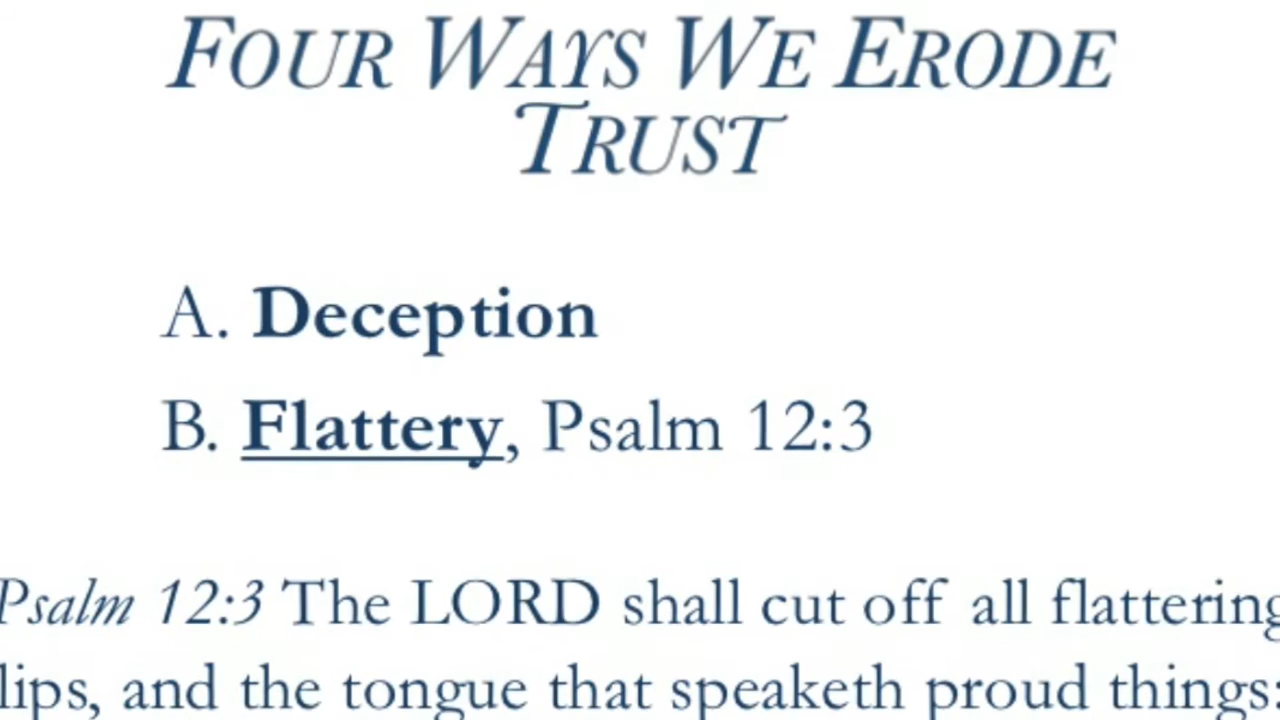 FOUR WAYS WE ERODE
TRUST
A. Deception
B. Flattery, Psalm 12:3
Psalm 12:3 The LORD shall cut off all flattering
lips, and the tongue that speaketh proud things: